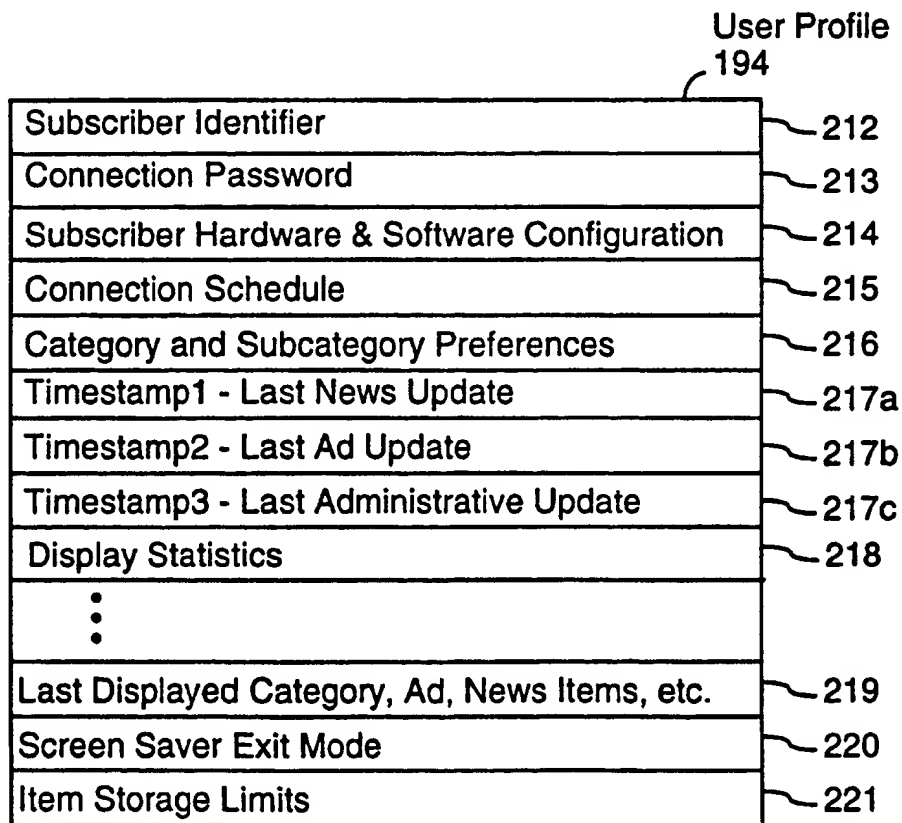 User Profile
194
Subscriber Identifier 212
Connection Password 213
Subscriber Hardware & Software Configuration 214
Connection Schedule 215
Category and Subcategory Preferences 216
Timestamp1 - Last News Update 217a
Timestamp2 - Last Ad Update 217b
Timestamp3 - Last Administrative Update 217c
Display Statistics 218
Last Displayed Category, Ad, News Items, etc. 219
Screen Saver Exit Mode 220
Item Storage Limits 221